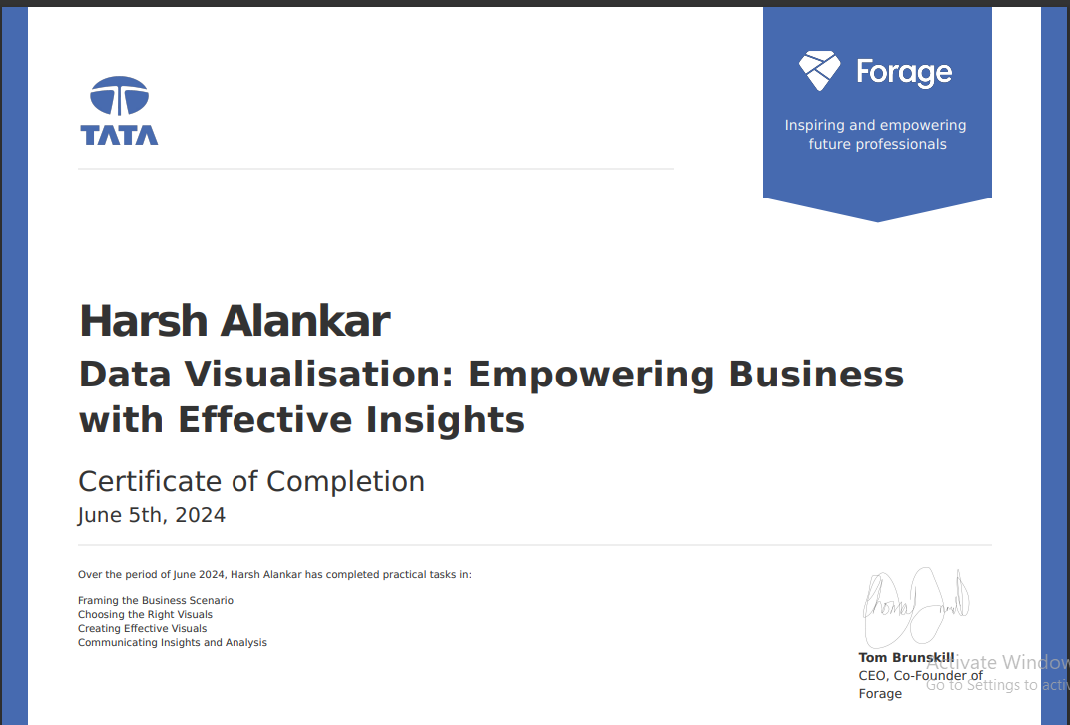 TATA
Forage
Inspiring and empowering
future professionals
Harsh Alankar
Data Visualisation: Empowering Business
with Effective Insights
Certificate of Completion
June 5th, 2024
Over the period of June 2024, Harsh Alankar has completed practical tasks in:
Framing the Business Scenario
Choosing the Right Visuals
Creating Effective Visuals
Communicating Insights and Analysis
Tom Brunskill
CEO, Co-Founder of
Forage
Activate Window
Go to Settings to activ